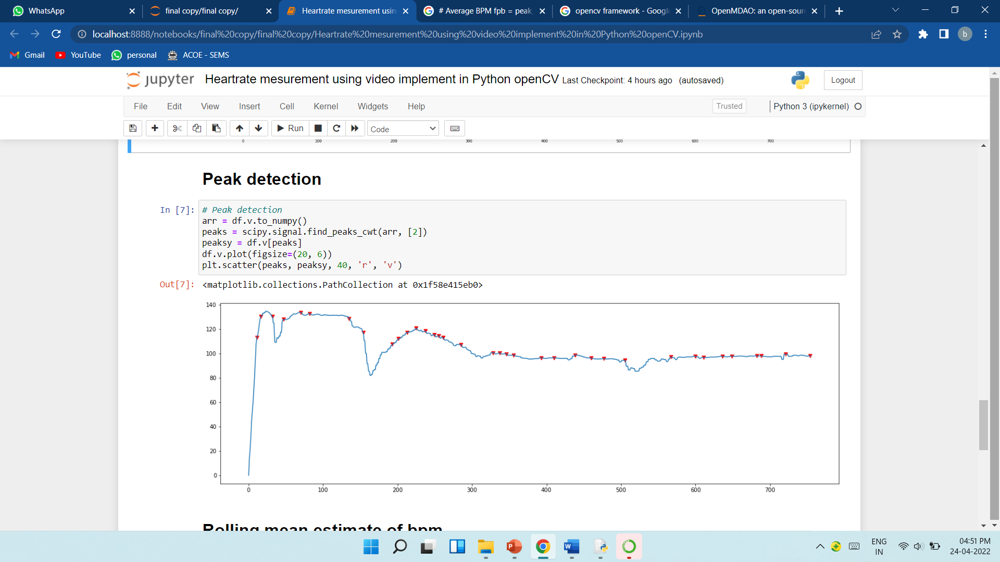 WhatsApp
final copy/final copy/
Heartrate mesurement usin
# Average BPM fpb = peak_
opencv framework - Google
OpenMDAO: an open-sour
localhost:8888/notebooks/final%20copy/final%20copy/Heartrate%20mesurement%20using%20video%20implement%20in%20Python%20openCV.ipynb
b
Gmail
YouTube
personal
ACOE - SEMS
jupyter
Heartrate mesurement using video implement in Python openCV Last Checkpoint: 4 hours ago (autosaved)
Logout
File Edit View Insert Cell Kernel Widgets Help
Trusted
Python 3 (ipykernel)
Run
Code
0 100 200 300 400 500 600 700
Peak detection
In [7]:
# Peak detection
arr = df.v.to_numpy()
peaks = scipy.signal.find_peaks_cwt(arr, [2])
peaksy = df.v[peaks]
df.v.plot(figsize=(20, 6))
plt.scatter(peaks, peaksy, 40, 'r', 'v')
Out[7]: <matplotlib.collections.PathCollection at 0x1f58e415eb0>
140
120
100
80
60
40
20
0
0 100 200 300 400 500 600 700
Rolling mean estimate of bpm
P
W
ENG
IN
04:51 PM
24-04-2022